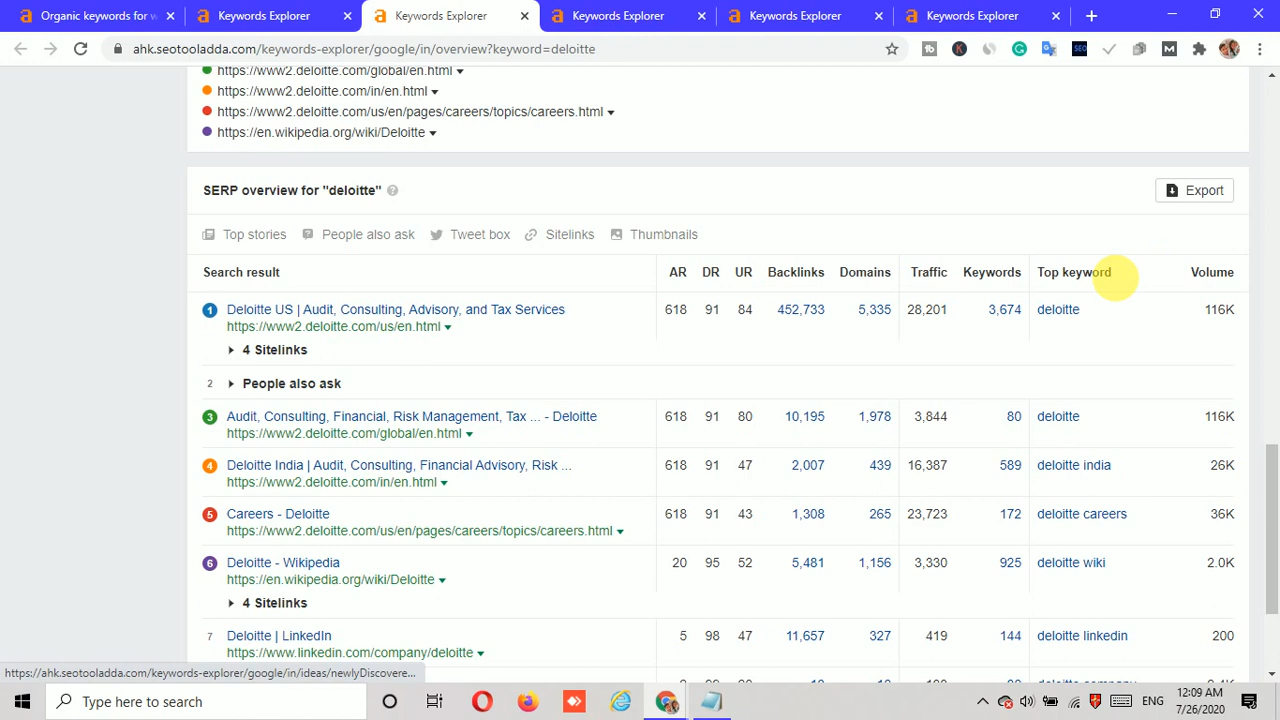 Organic keywords for w
Keywords Explorer
Keywords Explorer
Keywords Explorer
Keywords Explorer
Keywords Explorer
ahk.seotooladda.com/keywords-explorer/google/in/overview?keyword=deloitte
https://www2.deloitte.com/global/en.html
https://www2.deloitte.com/in/en.html
https://www2.deloitte.com/us/en/pages/careers/topics/careers.html
https://en.wikipedia.org/wiki/Deloitte
SERP overview for "deloitte" ?
Export
Top stories People also ask Tweet box Sitelinks Thumbnails
Search result AR DR UR Backlinks Domains Traffic Keywords Top keyword Volume
1 Deloitte US | Audit, Consulting, Advisory, and Tax Services 618 91 84 452,733 5,335 28,201 3,674 deloitte 116K
https://www2.deloitte.com/us/en.html
4 Sitelinks
2 People also ask
3 Audit, Consulting, Financial, Risk Management, Tax ... - Deloitte 618 91 80 10,195 1,978 3,844 80 deloitte 116K
https://www2.deloitte.com/global/en.html
4 Deloitte India | Audit, Consulting, Financial Advisory, Risk ... 618 91 47 2,007 439 16,387 589 deloitte india 26K
https://www2.deloitte.com/in/en.html
5 Careers - Deloitte 618 91 43 1,308 265 23,723 172 deloitte careers 36K
https://www2.deloitte.com/us/en/pages/careers/topics/careers.html
6 Deloitte - Wikipedia 20 95 52 5,481 1,156 3,330 925 deloitte wiki 2.0K
https://en.wikipedia.org/wiki/Deloitte
4 Sitelinks
7 Deloitte | LinkedIn 5 98 47 11,657 327 419 144 deloitte linkedin 200
https://www.linkedin.com/company/deloitte
https://ahk.seotooladda.com/keywords-explorer/google/in/ideas/newlyDiscovere...
Type here to search
ENG
12:09 AM
7/26/2020